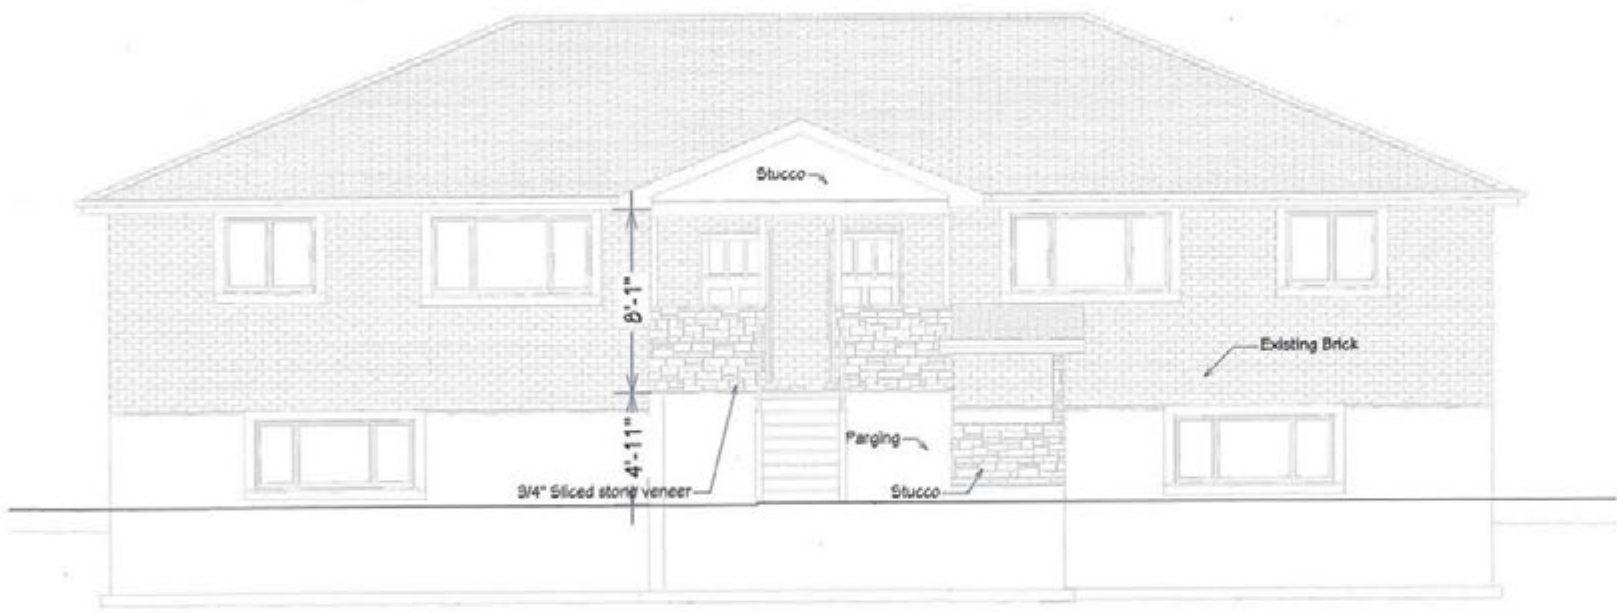 Stucco
8'-1"
Existing Brick
4'-11"
Parging
3/4" Sliced stone veneer
Stucco